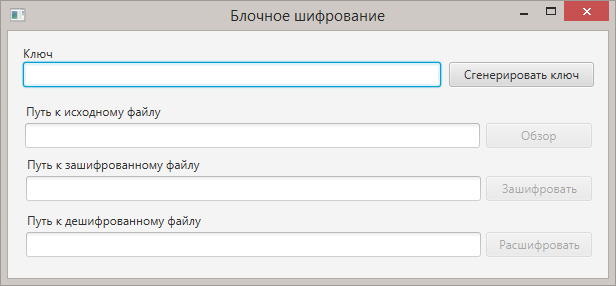 Блочное шифрование
Ключ
Сгенерировать ключ
Путь к исходному файлу
Обзор
Путь к зашифрованному файлу
Зашифровать
Путь к дешифрованному файлу
Расшифровать